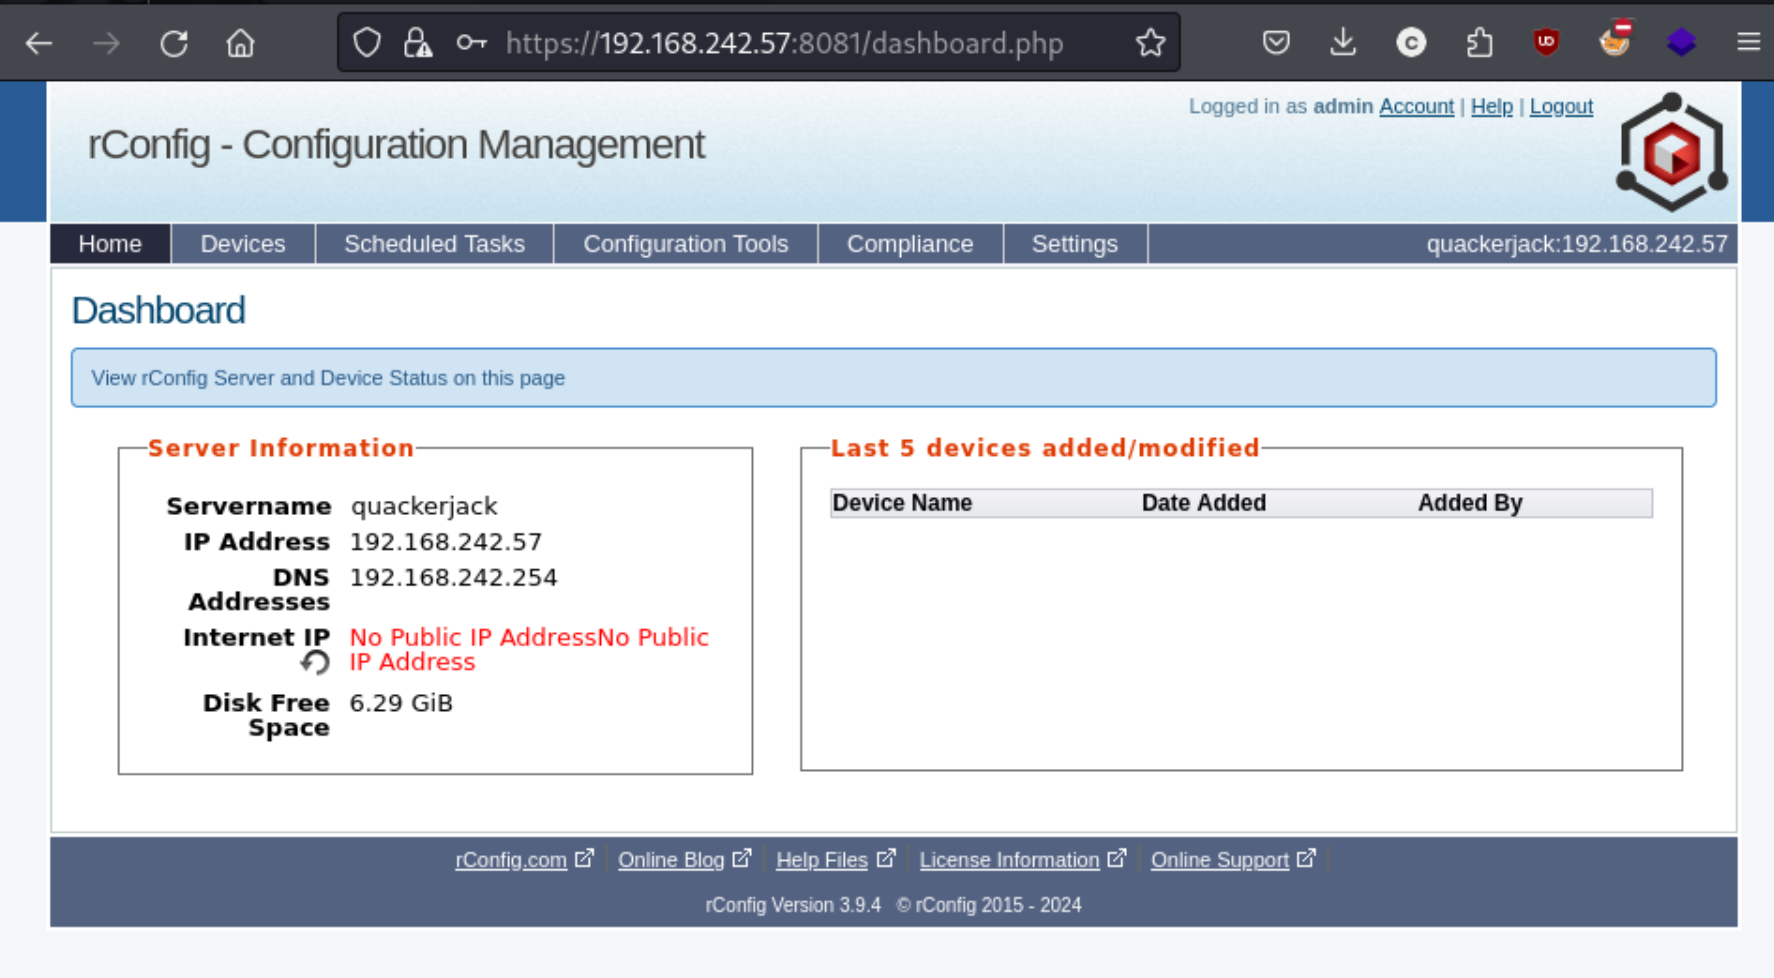 https://192.168.242.57:8081/dashboard.php
Logged in as admin Account | Help | Logout
rConfig - Configuration Management
Home Devices Scheduled Tasks Configuration Tools Compliance Settings quackerjack:192.168.242.57
Dashboard
View rConfig Server and Device Status on this page
Server Information
Servername quackerjack
IP Address 192.168.242.57
DNS 192.168.242.254
Addresses
Internet IP No Public IP AddressNo Public
IP Address
Disk Free 6.29 GiB
Space
Last 5 devices added/modified
Device Name Date Added Added By
rConfig.com Online Blog Help Files License Information Online Support
rConfig Version 3.9.4 © rConfig 2015 - 2024